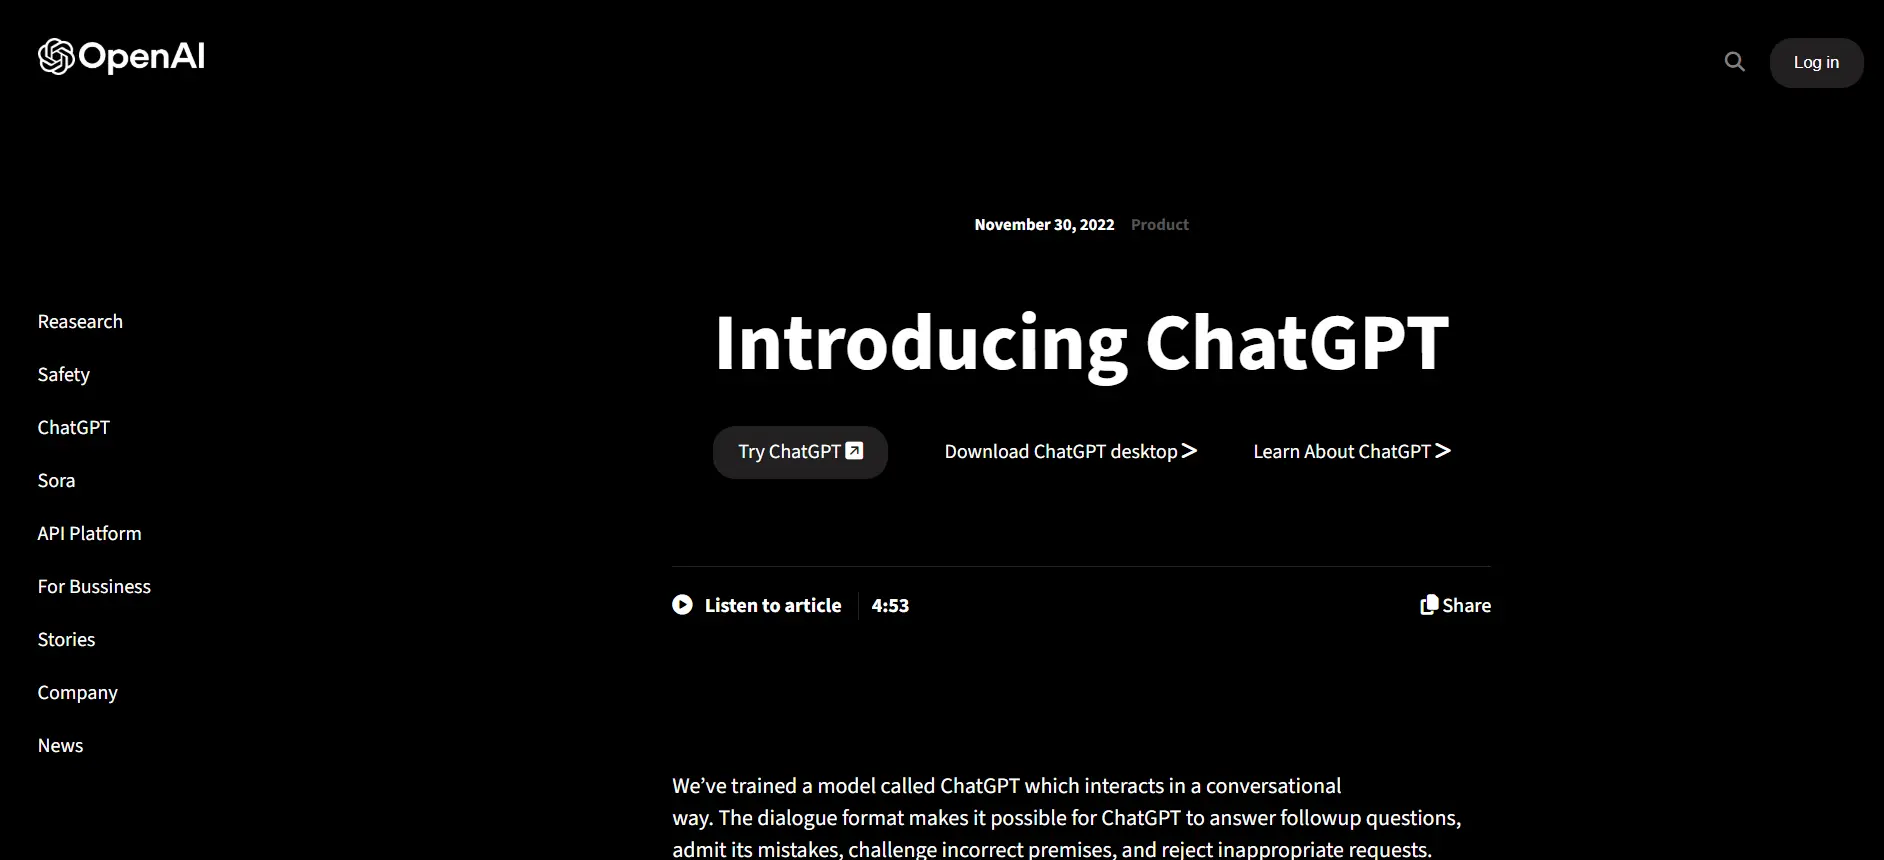 OpenAI
Log in
November 30, 2022 Product
Reasearch
Safety
ChatGPT
Sora
API Platform
For Bussiness
Stories
Company
News
Introducing ChatGPT
Try ChatGPT
Download ChatGPT desktop >
Learn About ChatGPT >
Listen to article 4:53
Share
We’ve trained a model called ChatGPT which interacts in a conversational
way. The dialogue format makes it possible for ChatGPT to answer followup questions,
admit its mistakes, challenge incorrect premises, and reject inappropriate requests.